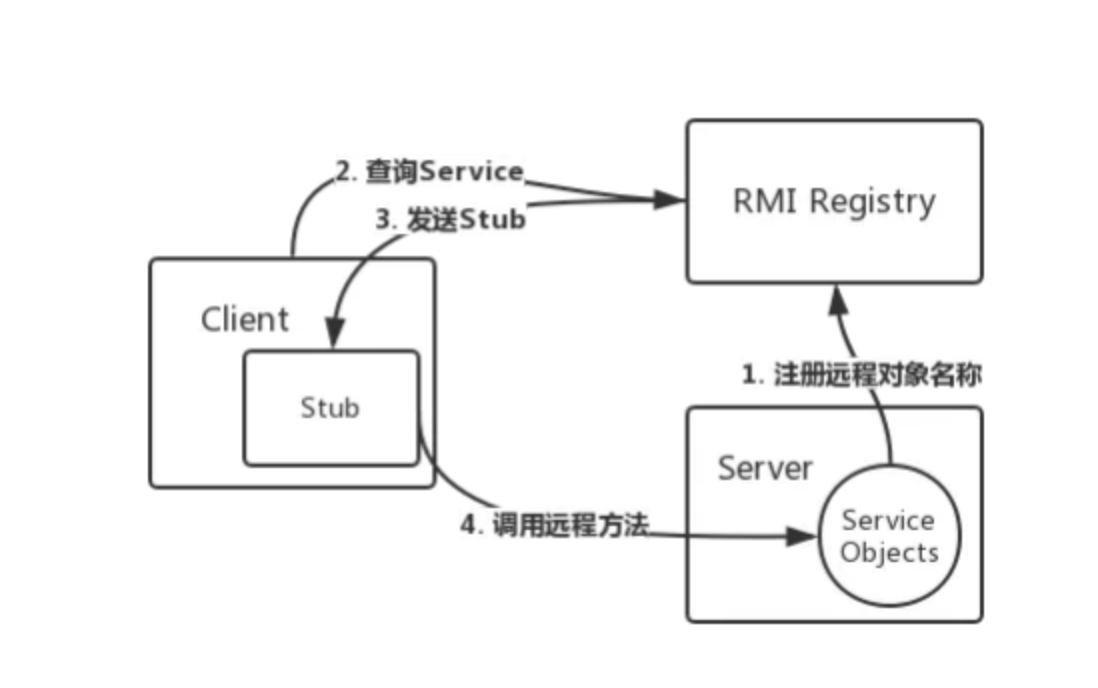 2. 查询Service
3. 发送Stub
RMI Registry
Client
Stub
1. 注册远程对象名称
Server
Service
Objects
4. 调用远程方法